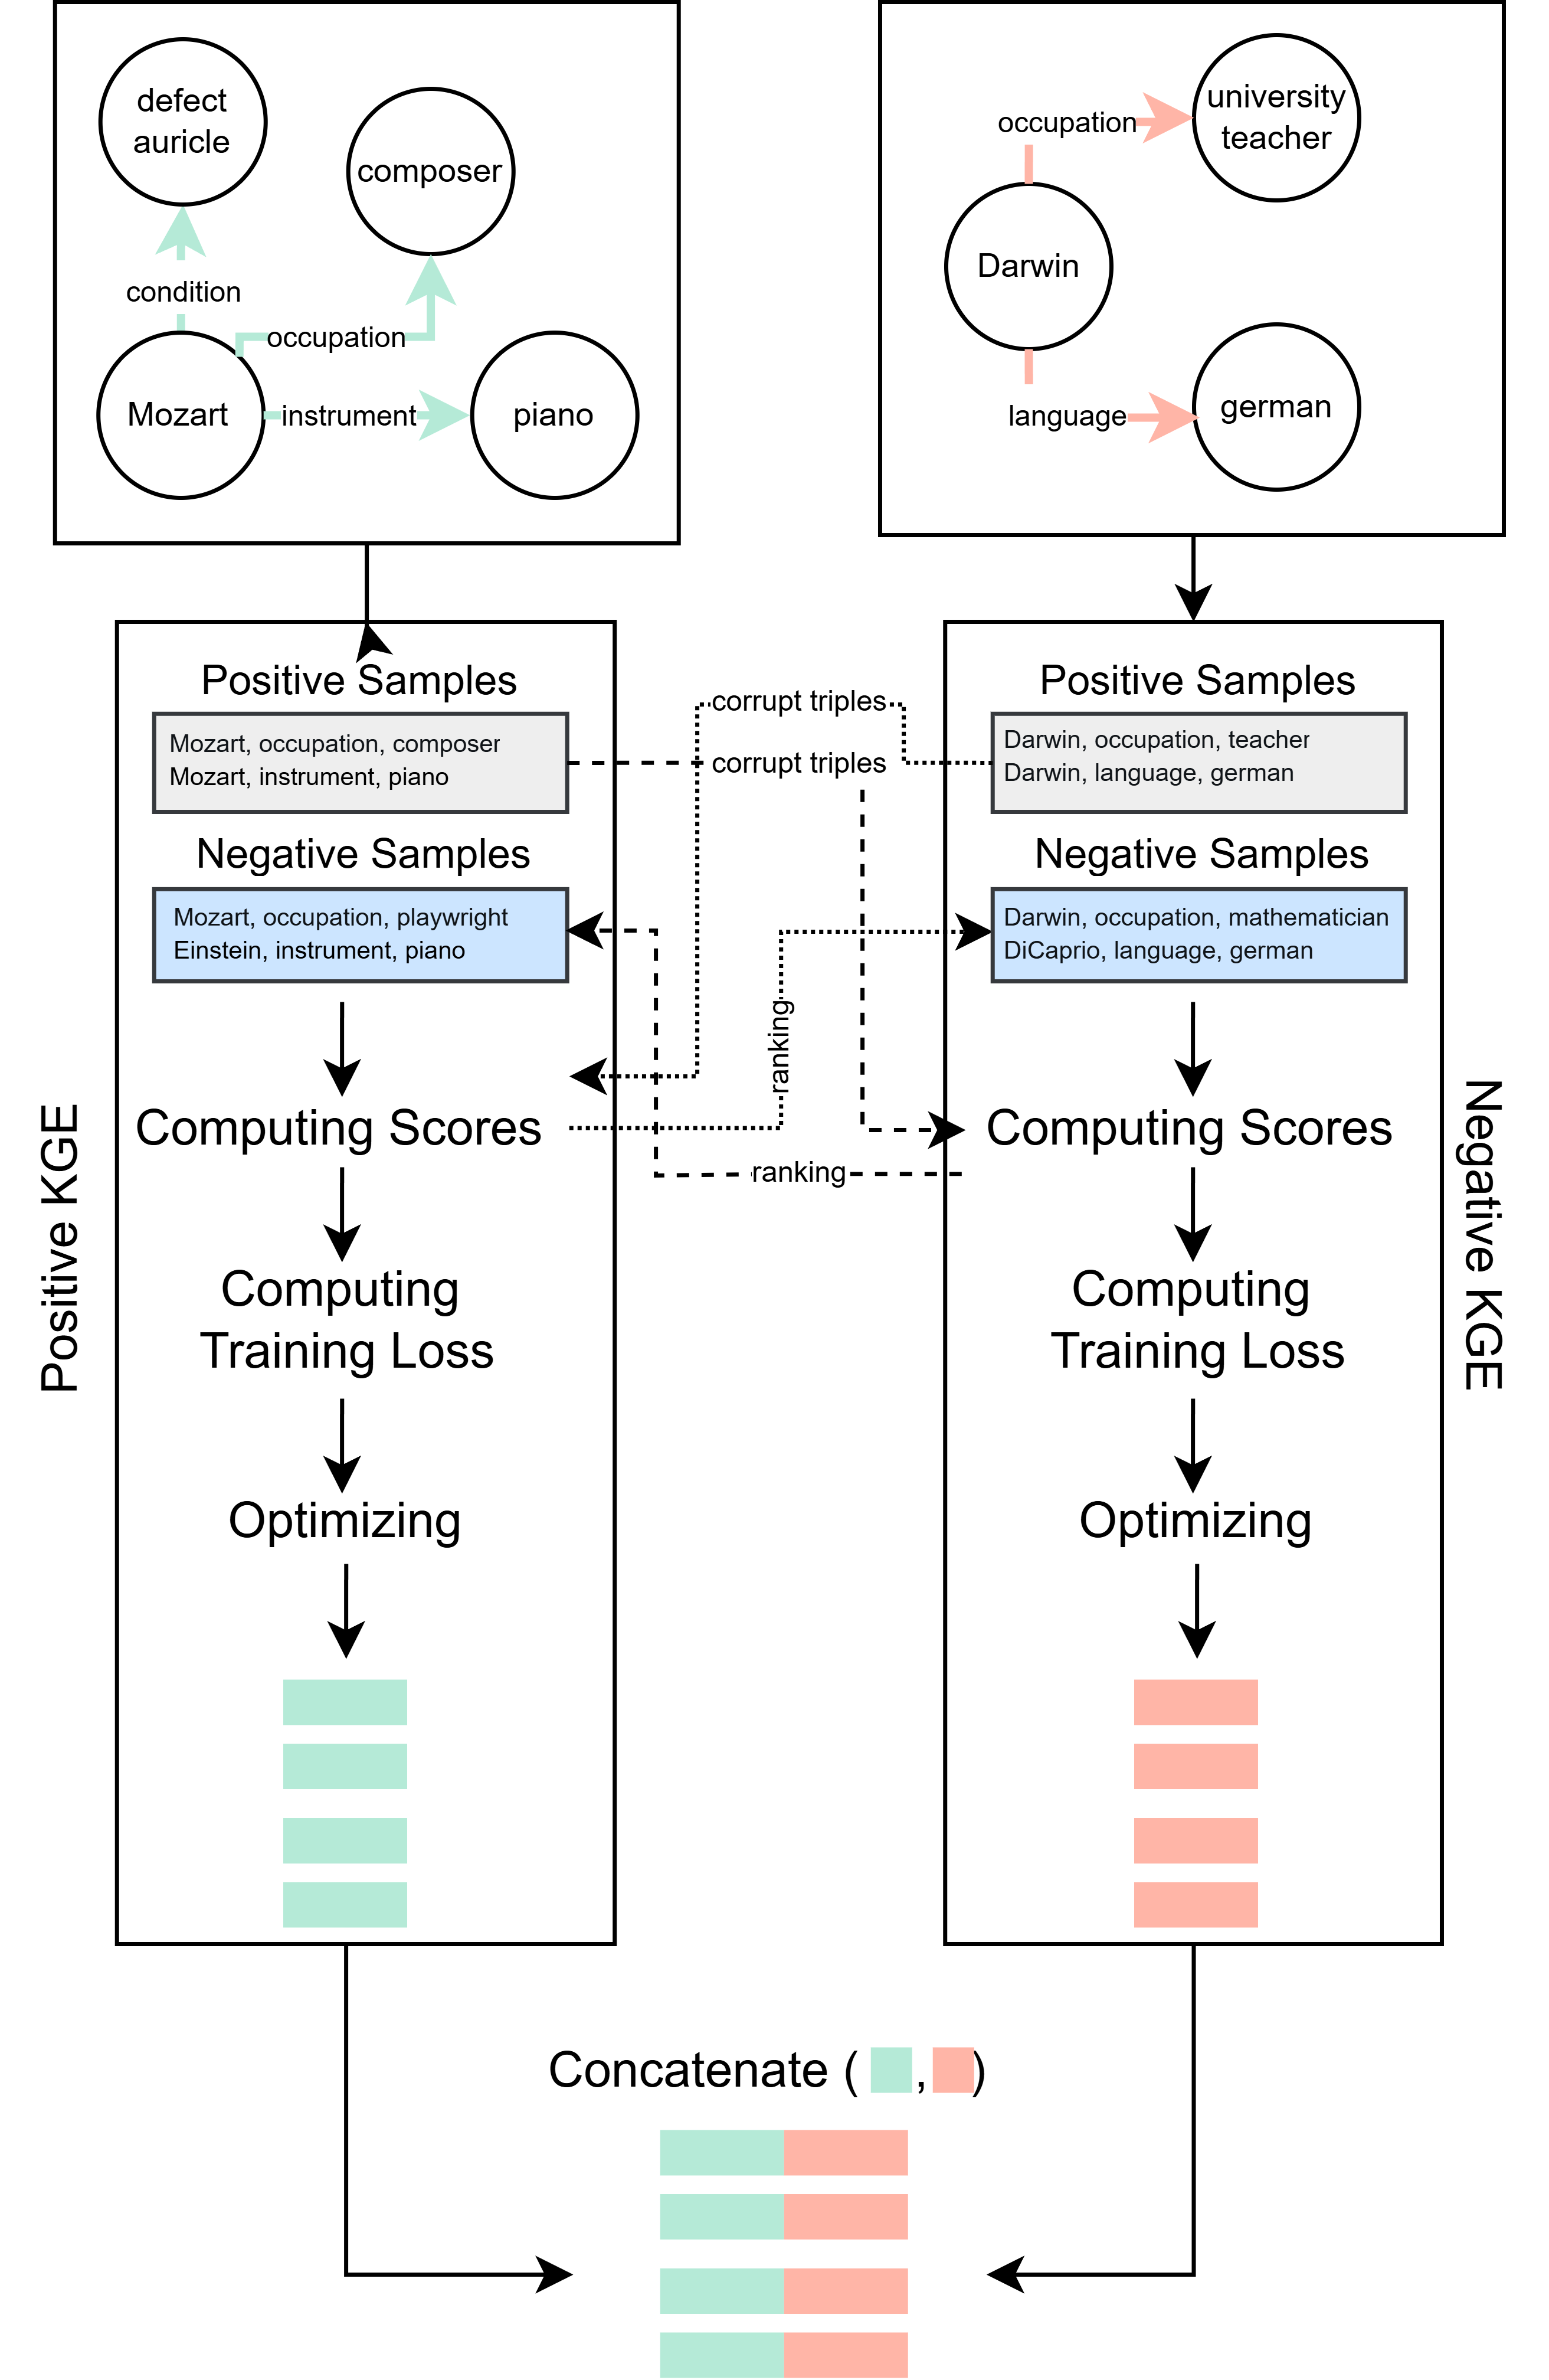 defect
auricle
composer
condition
occupation
Mozart
instrument
piano
university
teacher
occupation
Darwin
german
language
Positive KGE
Positive Samples
Mozart, occupation, composer
Mozart, instrument, piano
Negative Samples
Mozart, occupation, playwright
Einstein, instrument, piano
Computing Scores
Computing
Training Loss
Optimizing
corrupt triples
corrupt triples
ranking
ranking
Positive Samples
Darwin, occupation, teacher
Darwin, language, german
Negative Samples
Darwin, occupation, mathematician
DiCaprio, language, german
Computing Scores
Computing
Training Loss
Optimizing
Negative KGE
Concatenate ( , )